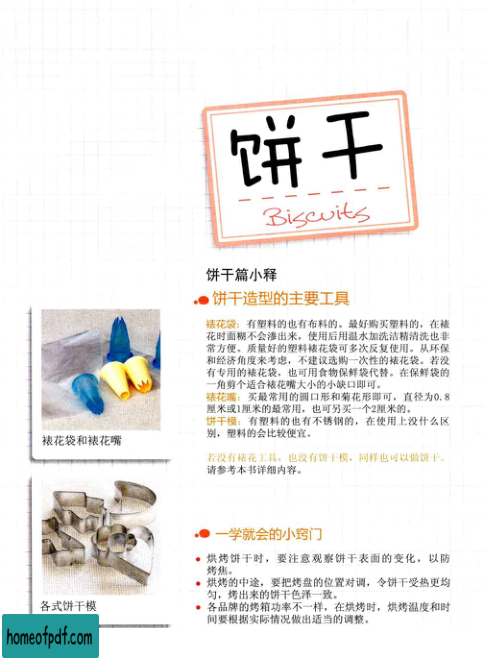 饼干
Biscuits
饼干篇小释
饼干造型的主要工具
裱花袋：有塑料的也有布料的。最好购买塑料的，在裱
花时面糊不会渗出来，使用后用温水加洗洁精清洗也非
常方便。质量好的塑料裱花袋可多次反复使用。从环保
和经济角度来考虑，不建议选购一次性的裱花袋。若没
有专用的裱花袋，也可用食物保鲜袋代替。在保鲜袋的
一角剪个适合裱花嘴大小的小缺口即可。
裱花嘴：买最常用的圆口形和菊花形即可，直径为0.8
厘米或1厘米的最常用，也可另买一个2厘米的。
饼干模：有塑料的也有不锈钢的，在使用上没什么区
别，塑料的会比较便宜。
若没有裱花工具，也没有饼干模，同样也可以做饼干。
请参考本书详细内容。
裱花袋和裱花嘴
各式饼干模
一学就会的小窍门
● 烘烤饼干时，要注意观察饼干表面的变化，以防
烤焦。
● 烘烤的中途，要把烤盘的位置对调，令饼干受热更均
匀，烤出来的饼干色泽一致。
● 各品牌的烤箱功率不一样，在烘烤时，烘烤温度和时
间要根据实际情况做出适当的调整。
homeofpdf.com